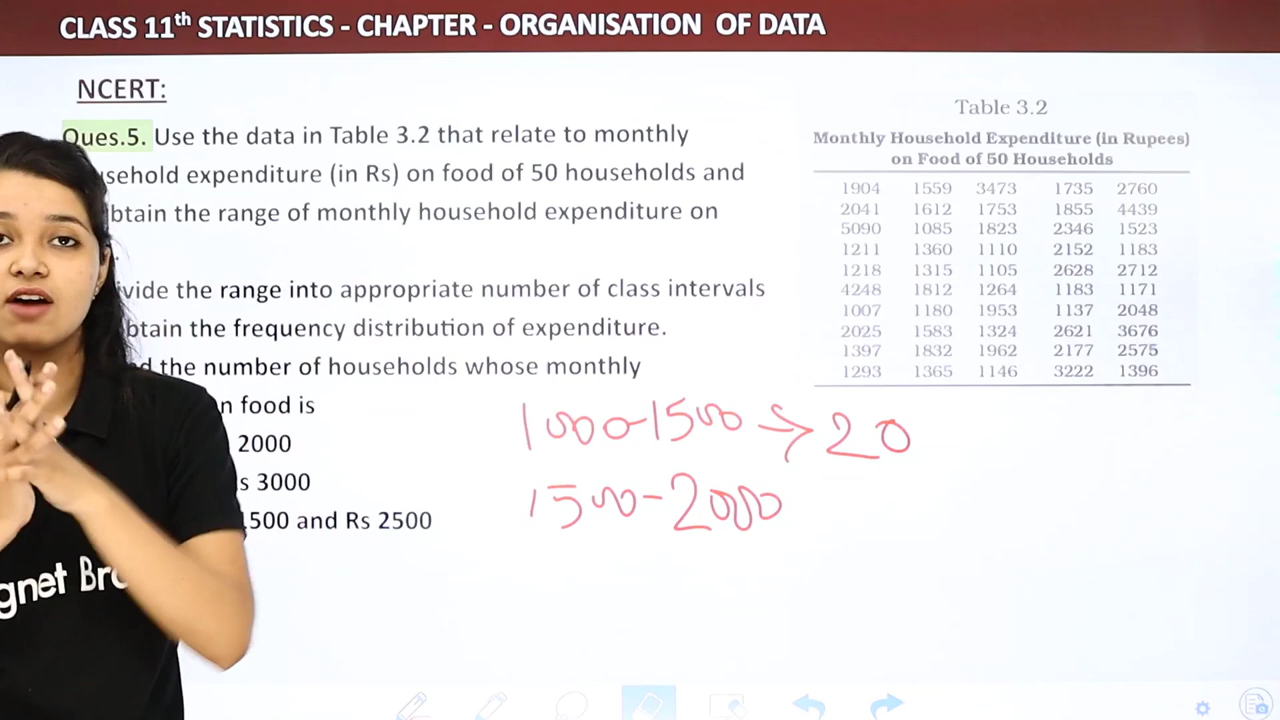 CLASS 11th STATISTICS - CHAPTER - ORGANISATION OF DATA
NCERT:
Ques.5. Use the data in Table 3.2 that relate to monthly
usehold expenditure (in Rs) on food of 50 households and
btain the range of monthly household expenditure on
.
vide the range into appropriate number of class intervals
btain the frequency distribution of expenditure.
d the number of households whose monthly
n food is
2000
s 3000
1500 and Rs 2500
Table 3.2
Monthly Household Expenditure (in Rupees)
on Food of 50 Households
1904 1559 3473 1735 2760
2041 1612 1753 1855 4439
5090 1085 1823 2346 1523
1211 1360 1110 2152 1183
1218 1315 1105 2628 2712
4248 1812 1264 1183 1171
1007 1180 1953 1137 2048
2025 1583 1324 2621 3676
1397 1832 1962 2177 2575
1293 1365 1146 3222 1396
1000-1500 → 20
1500-2000
gnet Bro